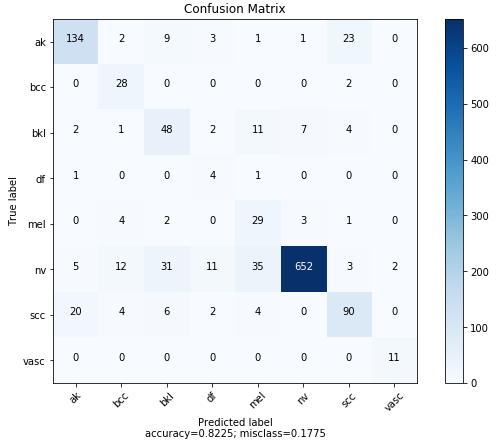 Confusion Matrix
ak 134 2 9 3 1 1 23 0
bcc 0 28 0 0 0 0 2 0
bkl 2 1 48 2 11 7 4 0
df 1 0 0 4 1 0 0 0
mel 0 4 2 0 29 3 1 0
nv 5 12 31 11 35 652 3 2
scc 20 4 6 2 4 0 90 0
vasc 0 0 0 0 0 0 0 11
True label
ak bcc bkl df mel nv scc vasc
Predicted label
accuracy=0.8225; misclass=0.1775
600
500
400
300
200
100
0